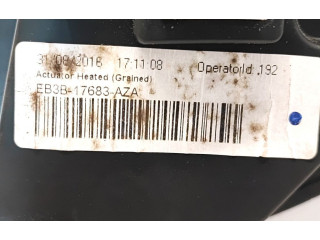 31/08/2016 17:11:08 OperatorId :192
Actuator Heated (Grained)
EB3B-17683-AZA